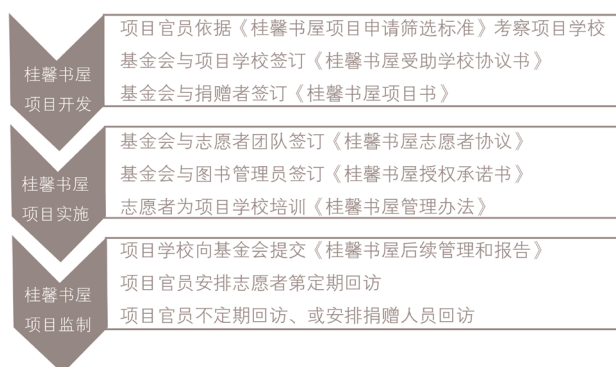 桂馨书屋
项目开发
项目官员依据《桂馨书屋项目申请筛选标准》考察项目学校
基金会与项目学校签订《桂馨书屋受助学校协议书》
基金会与捐赠者签订《桂馨书屋项目书》
桂馨书屋
项目实施
基金会与志愿者团队签订《桂馨书屋志愿者协议》
基金会与图书管理员签订《桂馨书屋授权承诺书》
志愿者为项目学校培训《桂馨书屋管理办法》
桂馨书屋
项目监制
项目学校向基金会提交《桂馨书屋后续管理和报告》
项目官员安排志愿者第定期回访
项目官员不定期回访、或安排捐赠人员回访